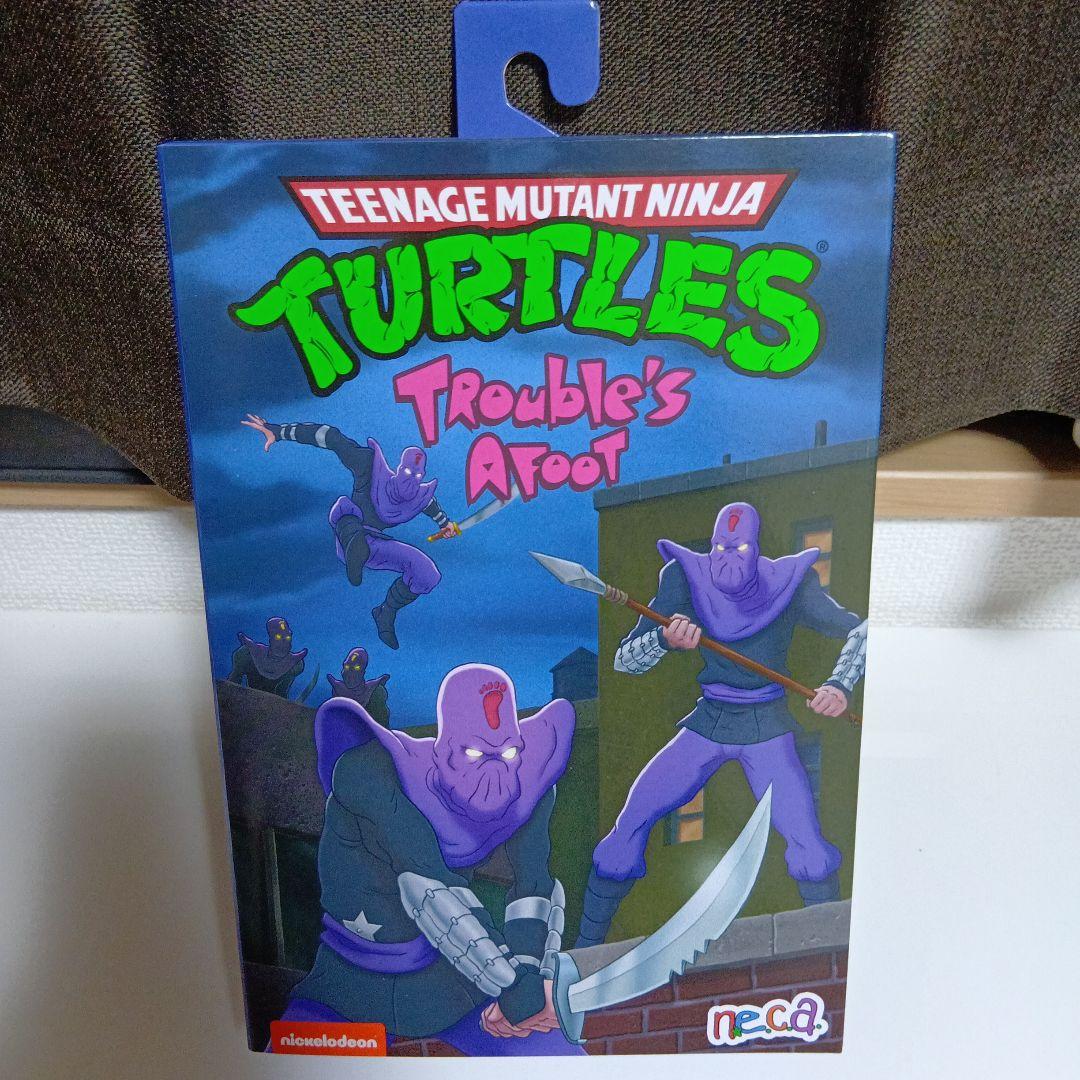 TEENAGE MUTANT NINJA
TURTLES®
TROUBLE'S
AFOOT
n.e.c.a.
nickelodeon